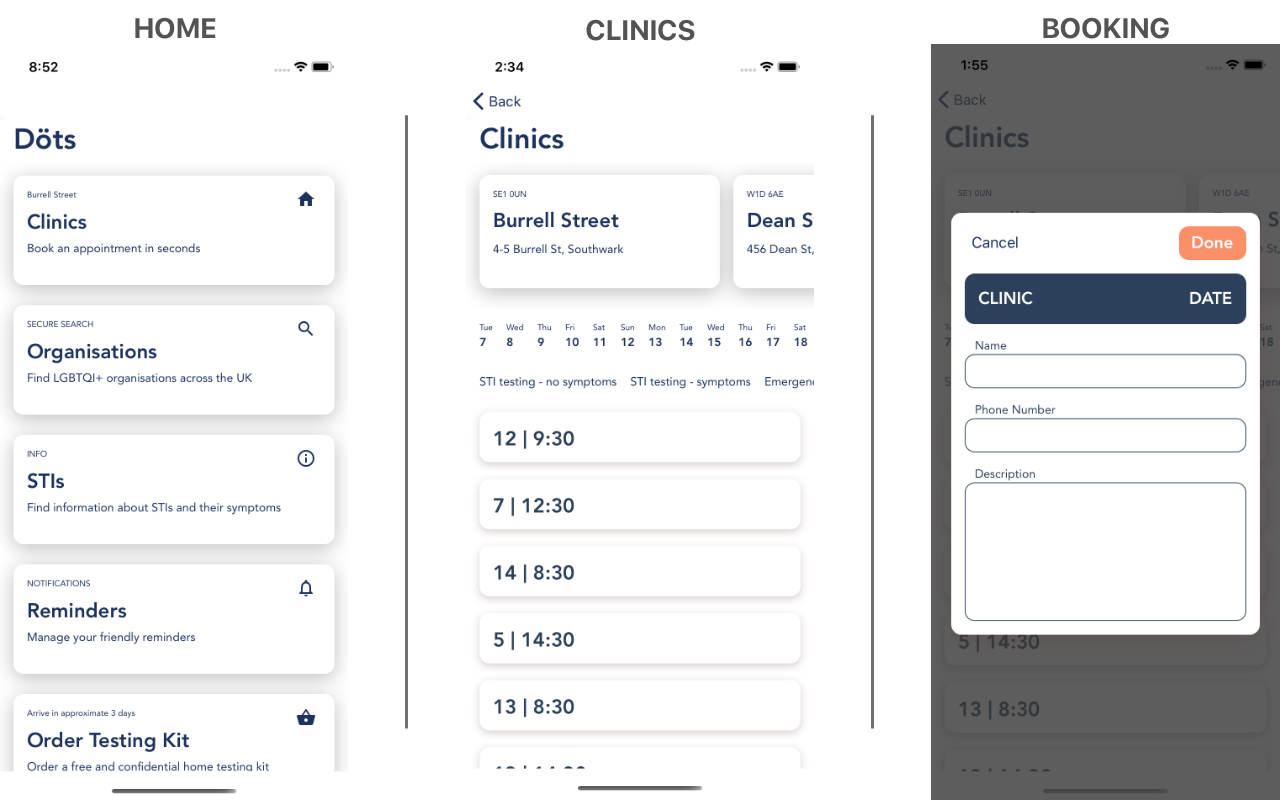 HOME
8:52
Döts
Burrell Street
Clinics
Book an appointment in seconds
SECURE SEARCH
Organisations
Find LGBTQI+ organisations across the UK
INFO
STIs
Find information about STIs and their symptoms
NOTIFICATIONS
Reminders
Manage your friendly reminders
Arrive in approximate 3 days
Order Testing Kit
Order a free and confidential home testing kit
CLINICS
2:34
Back
Clinics
SE1 0UN
Burrell Street
4-5 Burrell St, Southwark
W1D 6AE
Dean S
456 Dean St,
Tue Wed Thu Fri Sat Sun Mon Tue Wed Thu Fri Sat
7 8 9 10 11 12 13 14 15 16 17 18
STI testing - no symptoms STI testing - symptoms Emergen
12 | 9:30
7 | 12:30
14 | 8:30
5 | 14:30
13 | 8:30
BOOKING
1:55
Back
Clinics
SE1 0UN
W1D 6AE
Cancel
Done
CLINIC DATE
Name
Phone Number
Description
5 | 14:30
13 | 8:30